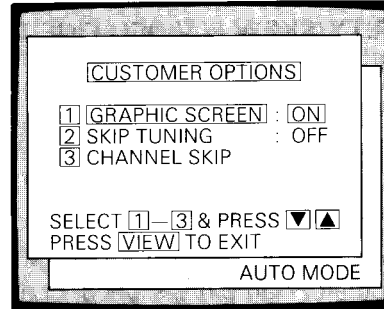 CUSTOMER OPTIONS
1 GRAPHIC SCREEN : ON
2 SKIP TUNING : OFF
3 CHANNEL SKIP
SELECT 1–3 & PRESS ▼ ▲
PRESS VIEW TO EXIT
AUTO MODE